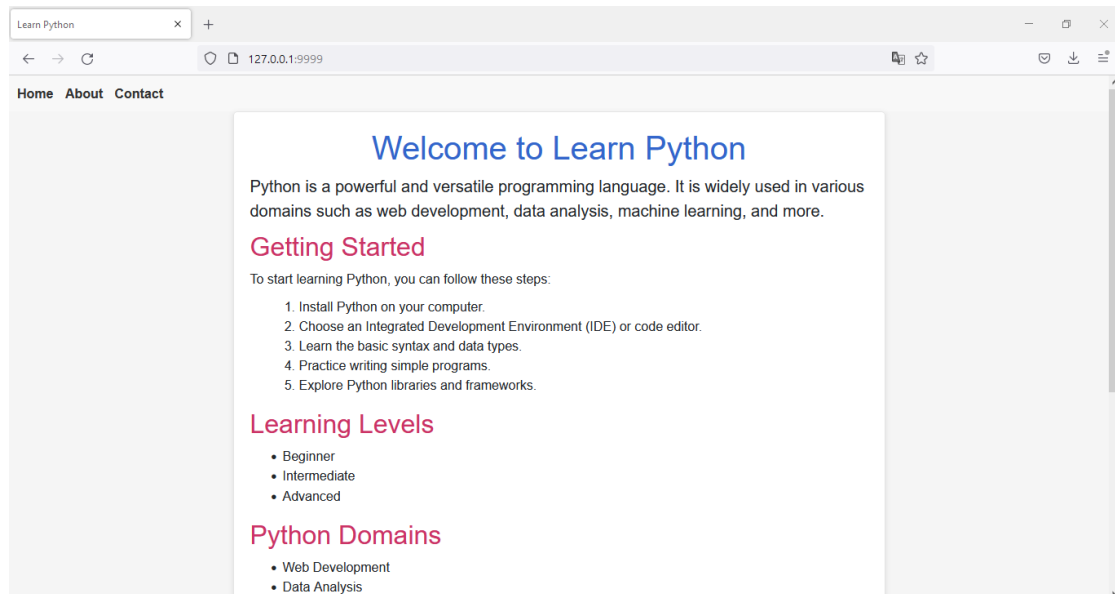 Learn Python
127.0.0.1:9999
Home About Contact
Welcome to Learn Python
Python is a powerful and versatile programming language. It is widely used in various
domains such as web development, data analysis, machine learning, and more.
Getting Started
To start learning Python, you can follow these steps:
1. Install Python on your computer.
2. Choose an Integrated Development Environment (IDE) or code editor.
3. Learn the basic syntax and data types.
4. Practice writing simple programs.
5. Explore Python libraries and frameworks.
Learning Levels
• Beginner
• Intermediate
• Advanced
Python Domains
• Web Development
• Data Analysis